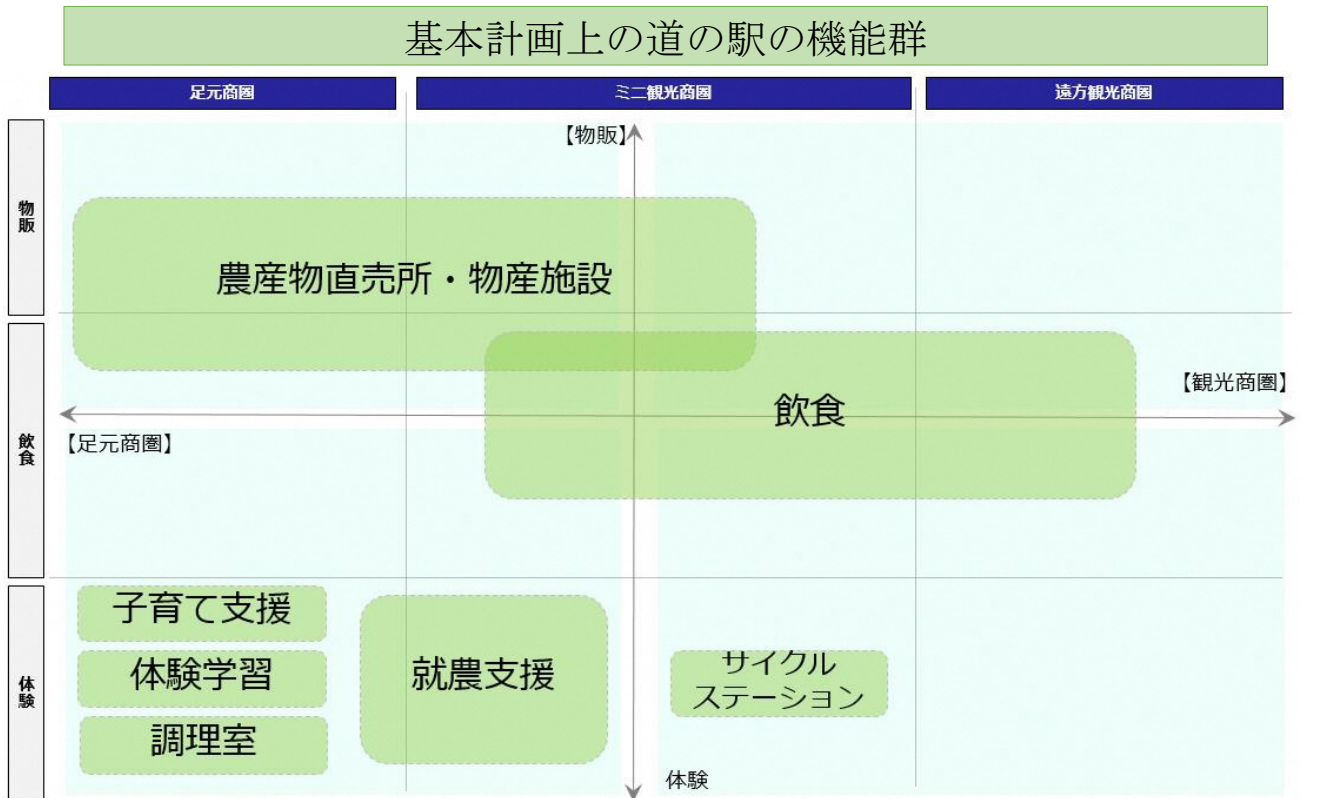 基本計画上の道の駅の機能群
足元商圏
ミニ観光商圏
遠方観光商圏
【物販】
物販
農産物直売所・物産施設
【観光商圏】
飲食
飲食
【足元商圏】
子育て支援
体験学習
調理室
就農支援
サイクル
ステーション
体験
体験